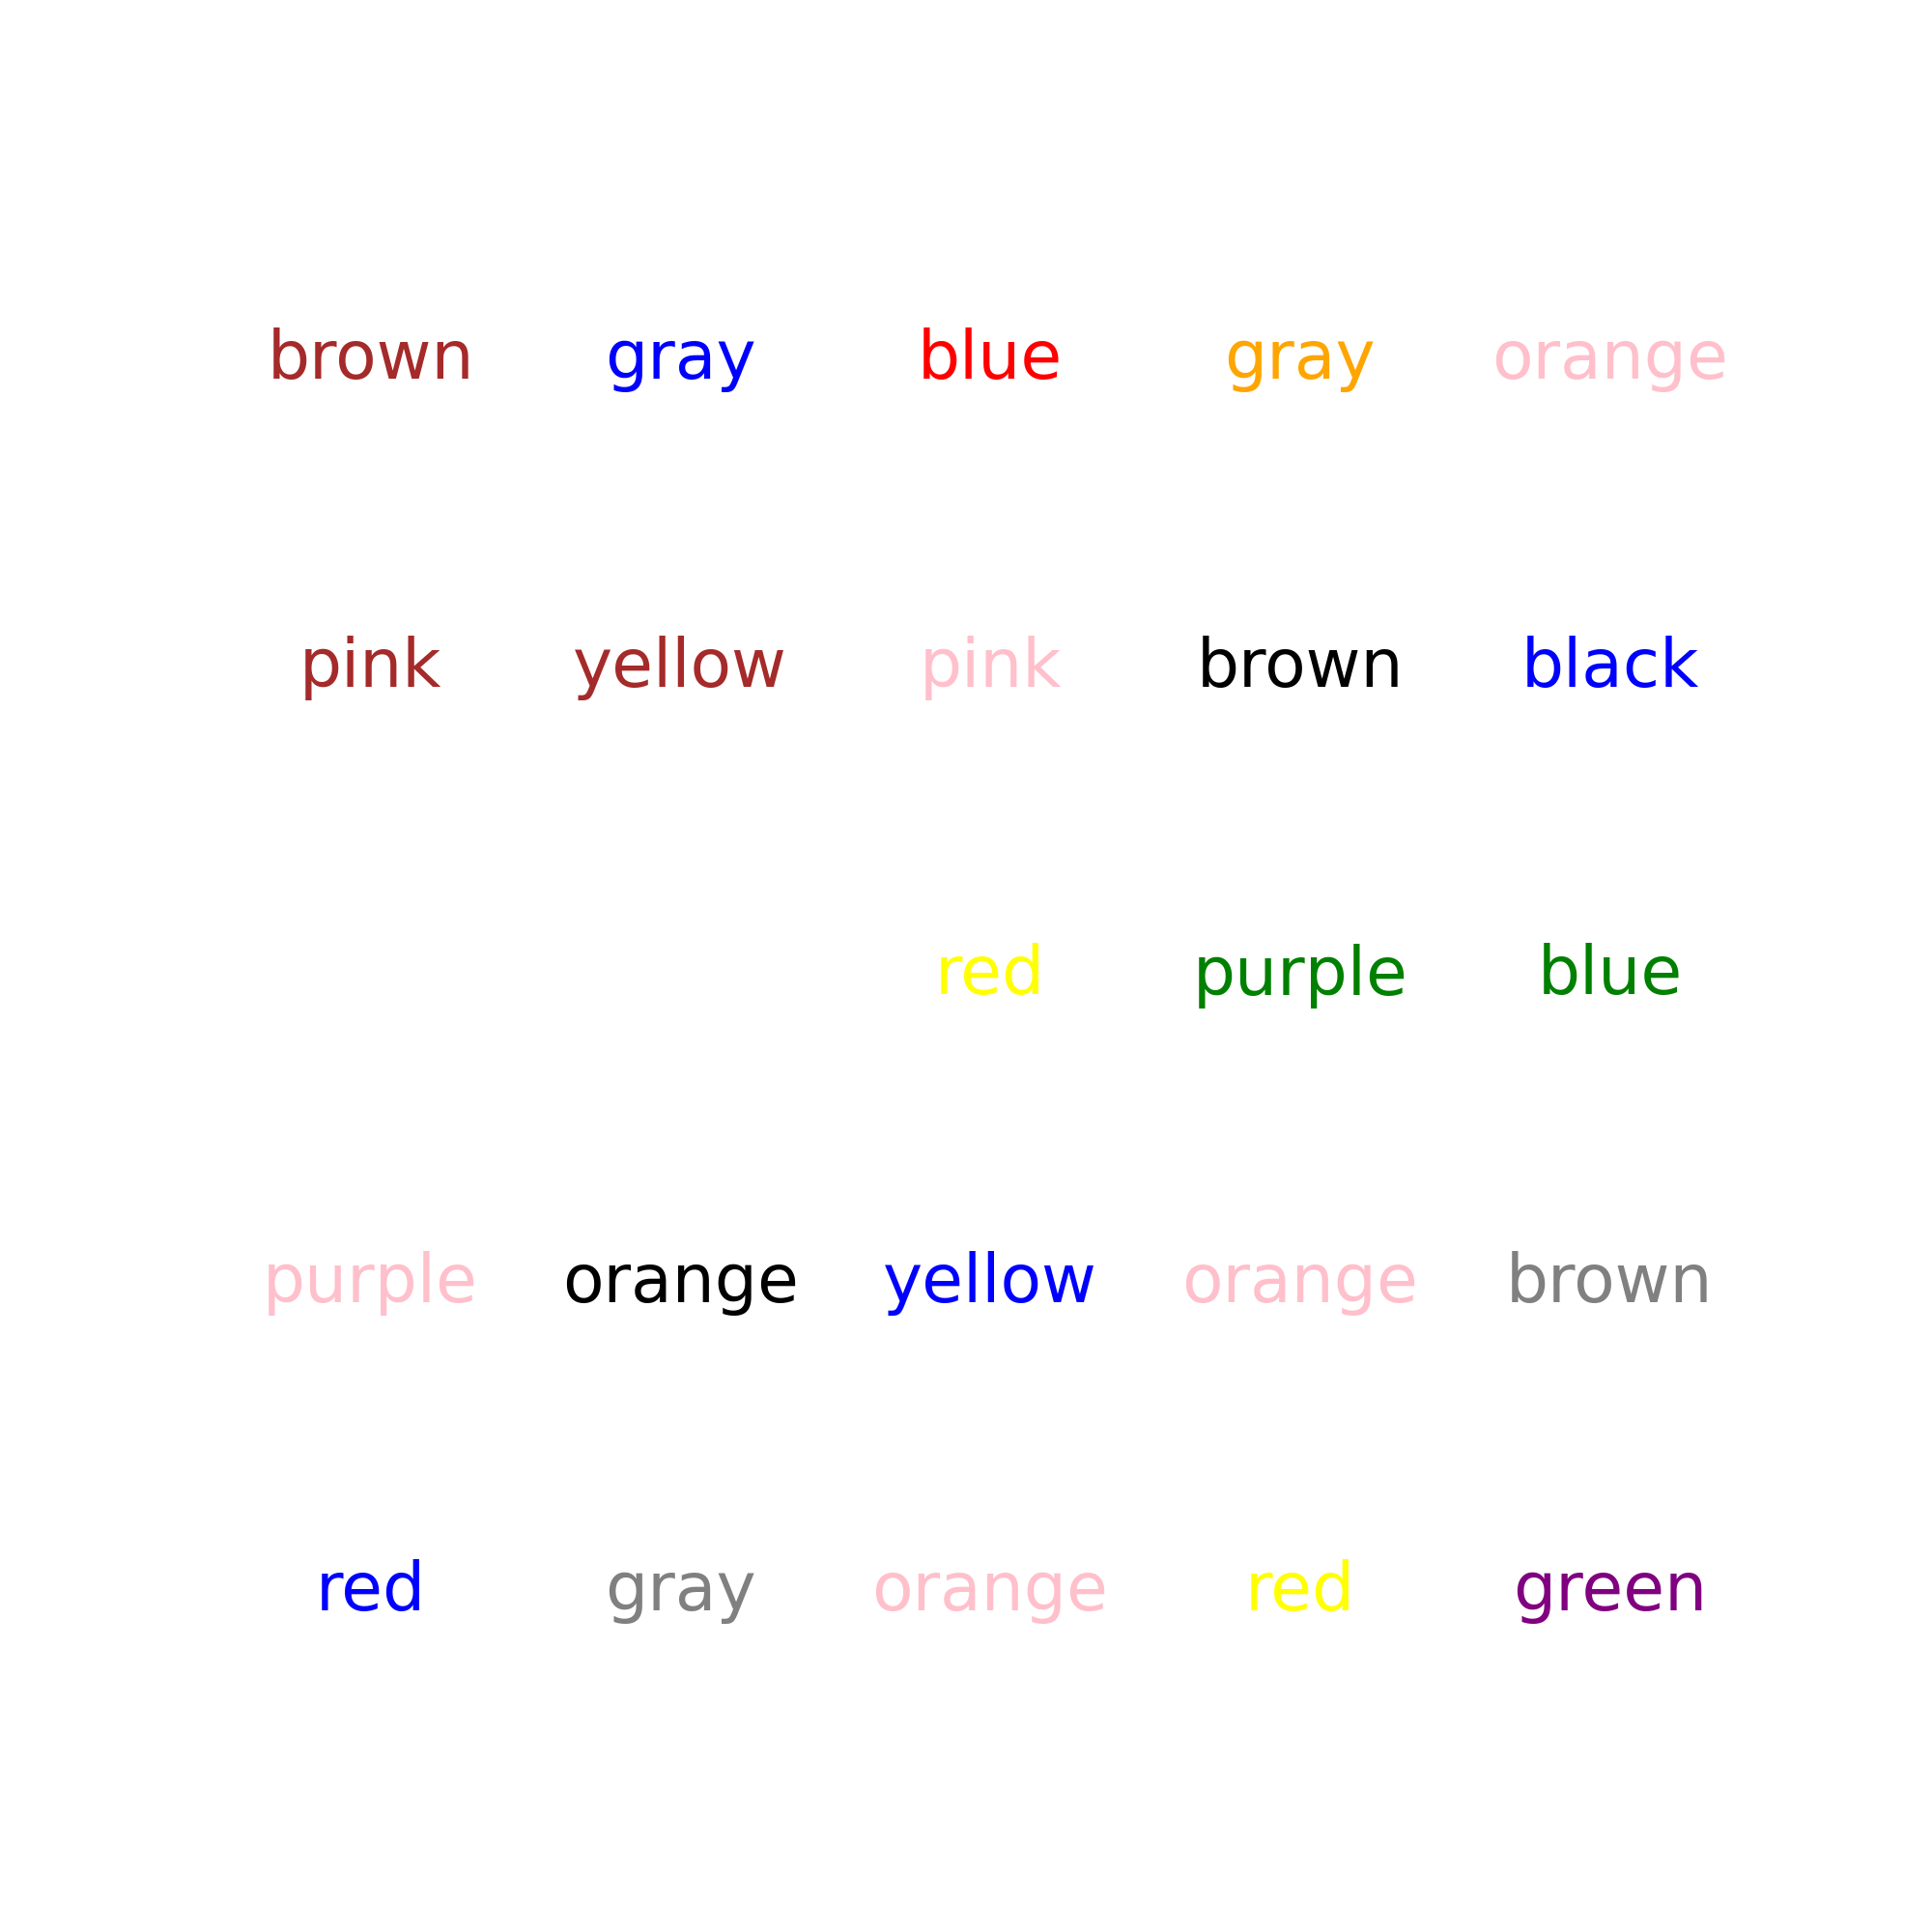 brown gray blue gray orange
pink yellow pink brown black
red purple blue
purple orange yellow orange brown
red gray orange red green